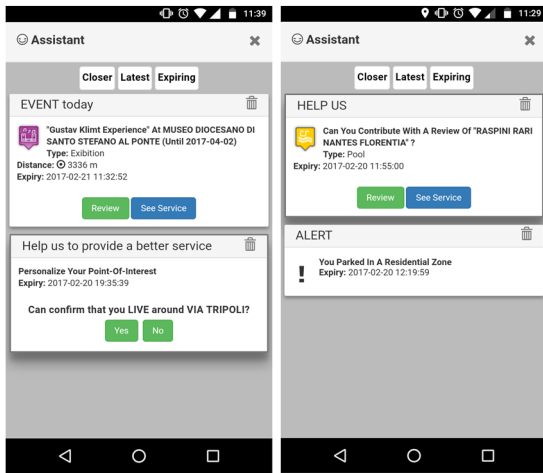 11:39
Assistant
Closer Latest Expiring
EVENT today
"Gustav Klimt Experience" At MUSEO DIOCESANO DI
SANTO STEFANO AL PONTE (Until 2017-04-02)
Type: Exibition
Distance: 3336 m
Expiry: 2017-02-21 11:32:52
Review See Service
Help us to provide a better service
Personalize Your Point-Of-Interest
Expiry: 2017-02-20 19:35:39
Can confirm that you LIVE around VIA TRIPOLI?
Yes No
11:29
Assistant
Closer Latest Expiring
HELP US
Can You Contribute With A Review Of "RASPINI RARI
NANTES FLORENTIA" ?
Type: Pool
Expiry: 2017-02-20 11:55:00
Review See Service
ALERT
You Parked In A Residential Zone
Expiry: 2017-02-20 12:19:59